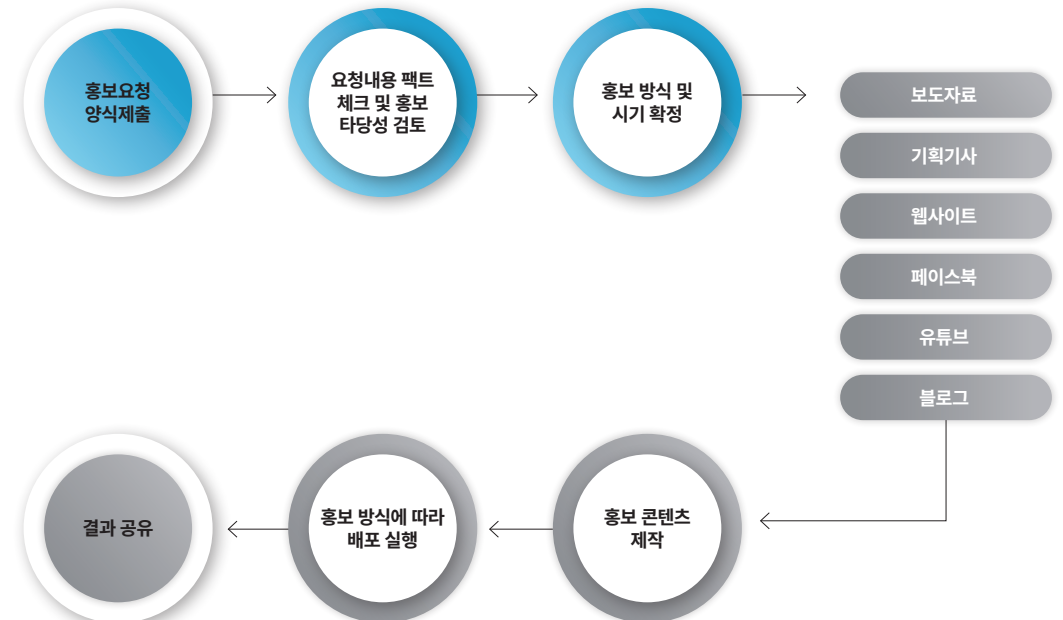 홍보요청
양식제출
요청내용 팩트
체크 및 홍보
타당성 검토
홍보 방식 및
시기 확정
보도자료
기획기사
웹사이트
페이스북
유튜브
블로그
홍보 콘텐츠
제작
홍보 방식에 따라
배포 실행
결과 공유